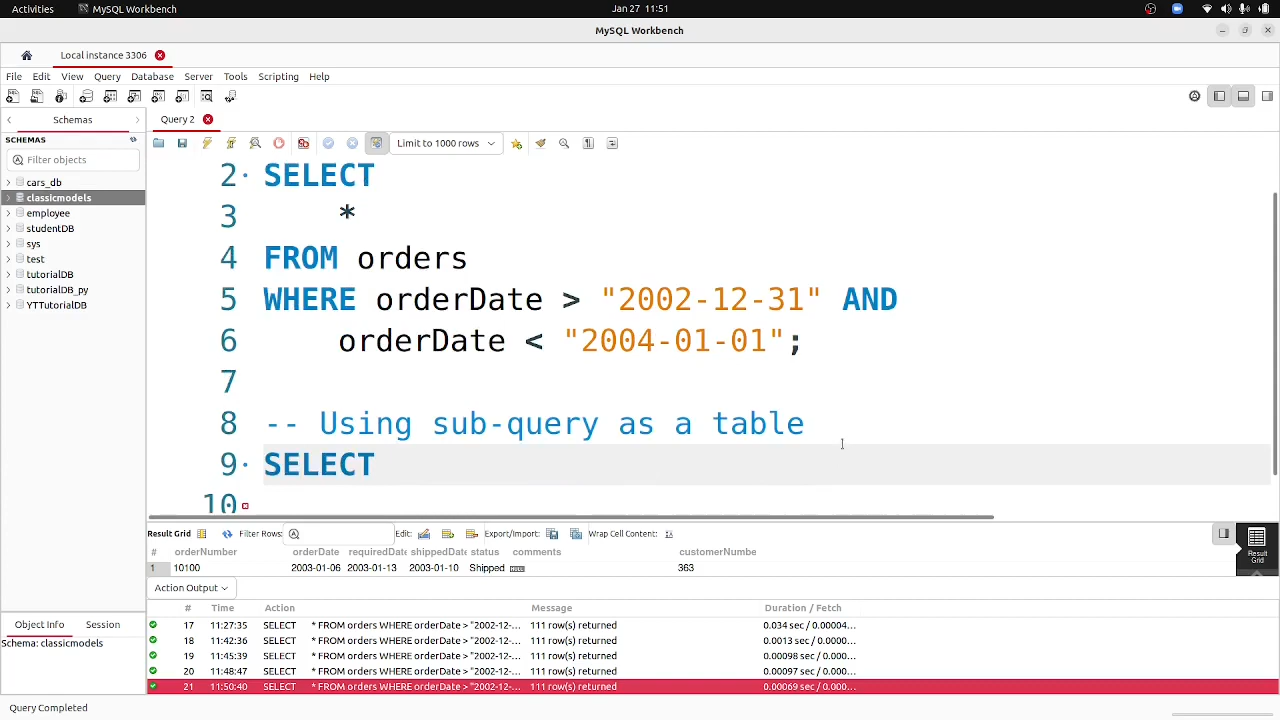 Activities MySQL Workbench Jan 27 11:51
MySQL Workbench
Local instance 3306
File Edit View Query Database Server Tools Scripting Help
Schemas
Query 2
SCHEMAS
Filter objects
Limit to 1000 rows
cars_db
classicmodels
employee
studentDB
sys
test
tutorialDB
tutorialDB_py
YTTutorialDB
2 SELECT
3 *
4 FROM orders
5 WHERE orderDate > "2002-12-31" AND
6 orderDate < "2004-01-01";
7
8 -- Using sub-query as a table
9 SELECT
10
Result Grid Filter Rows: Edit: Export/Import: Wrap Cell Content:
# orderNumber orderDate requiredDate shippedDate status comments customerNumbe
1 10100 2003-01-06 2003-01-13 2003-01-10 Shipped 363
Result Grid
Action Output
# Time Action Message Duration / Fetch
17 11:27:35 SELECT * FROM orders WHERE orderDate > "2002-12-... 111 row(s) returned 0.034 sec / 0.00004...
18 11:42:36 SELECT * FROM orders WHERE orderDate > "2002-12-... 111 row(s) returned 0.0013 sec / 0.0000...
19 11:45:39 SELECT * FROM orders WHERE orderDate > "2002-12-... 111 row(s) returned 0.00098 sec / 0.000...
20 11:48:47 SELECT * FROM orders WHERE orderDate > "2002-12-... 111 row(s) returned 0.00097 sec / 0.000...
21 11:50:40 SELECT * FROM orders WHERE orderDate > "2002-12-... 111 row(s) returned 0.00069 sec / 0.000...
Object Info Session
Schema: classicmodels
Query Completed